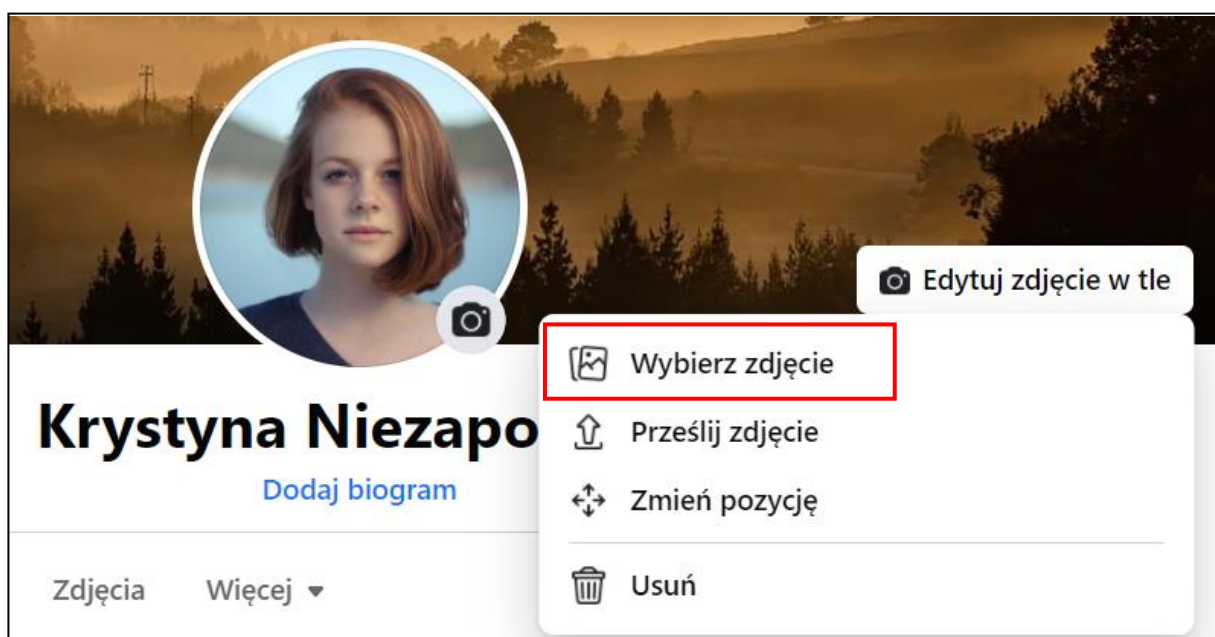 Edytuj zdjęcie w tle
Wybierz zdjęcie
Krystyna Niezapo
Prześlij zdjęcie
Dodaj biogram
Zmień pozycję
Zdjęcia Więcej
Usuń